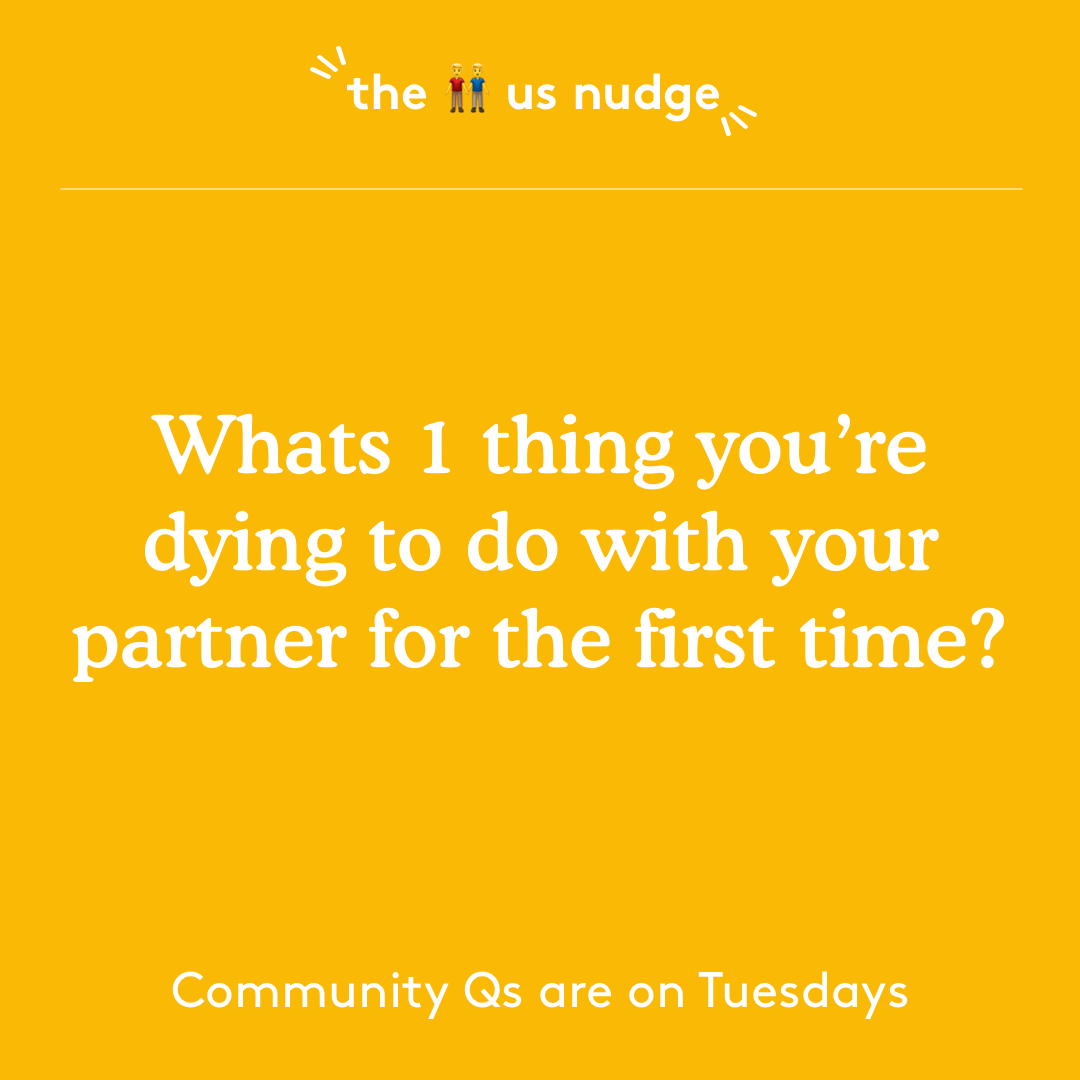 the 👬 us nudge
Whats 1 thing you’re
dying to do with your
partner for the first time?
Community Qs are on Tuesdays